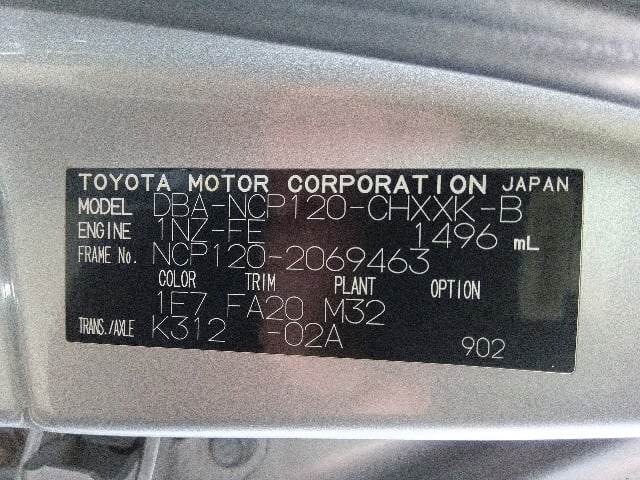 TOYOTA MOTOR CORPORATION JAPAN
MODEL DBA-NCP120-CHXXK-B
ENGINE 1NZ-FE 1496 mL
FRAME No. NCP120-2069463
COLOR TRIM PLANT OPTION
1F7 FA20 M32
TRANS./AXLE K312 -02A
902